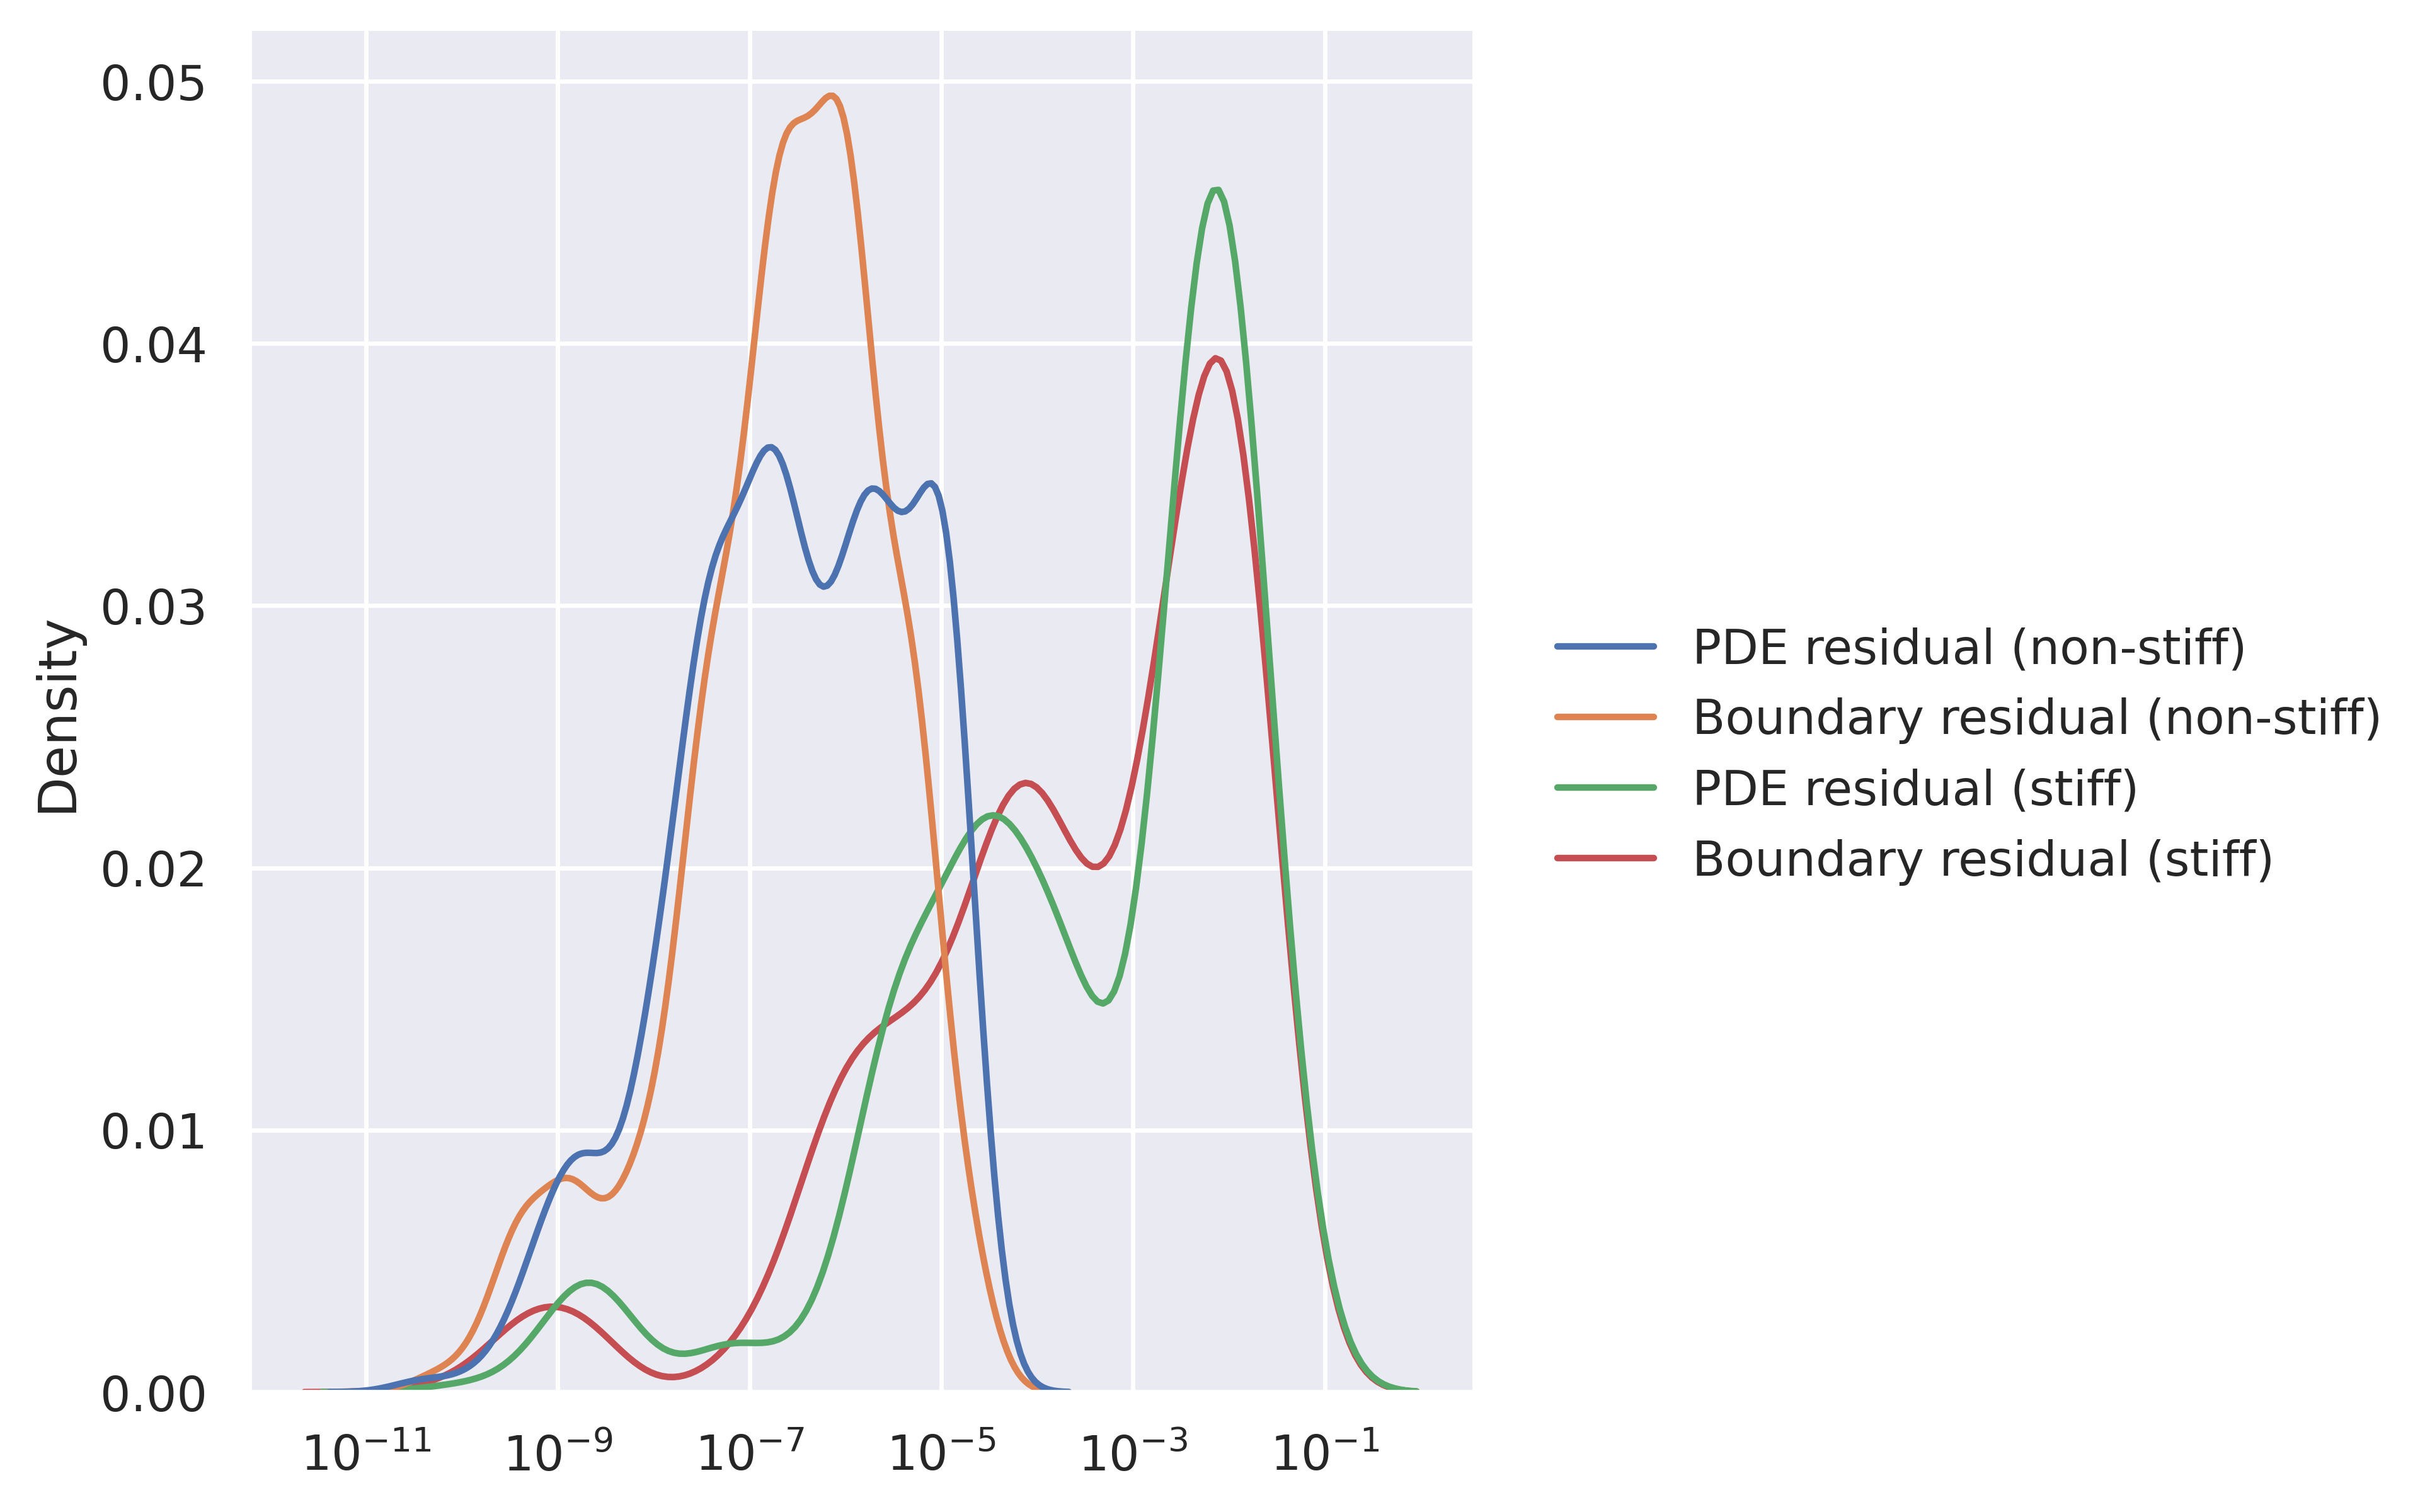 0.05
0.04
0.03
0.02
0.01
0.00
Density
10⁻¹¹ 10⁻⁹ 10⁻⁷ 10⁻⁵ 10⁻³ 10⁻¹
PDE residual (non-stiff)
Boundary residual (non-stiff)
PDE residual (stiff)
Boundary residual (stiff)